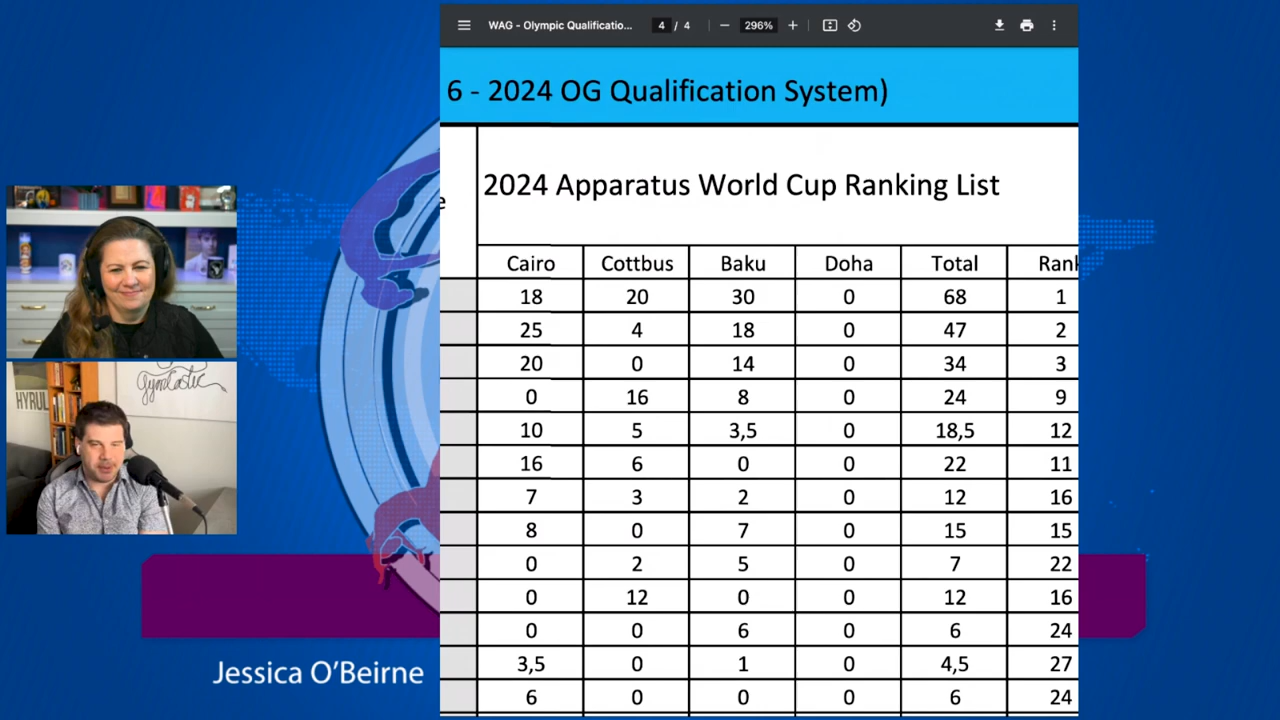 WAG - Olympic Qualificatio... 4 / 4 296%
6 - 2024 OG Qualification System)
e
2024 Apparatus World Cup Ranking List
Cairo Cottbus Baku Doha Total Rank
18 20 30 0 68 1
25 4 18 0 47 2
20 0 14 0 34 3
0 16 8 0 24 9
10 5 3,5 0 18,5 12
16 6 0 0 22 11
7 3 2 0 12 16
8 0 7 0 15 15
0 2 5 0 7 22
0 12 0 0 12 16
0 0 6 0 6 24
3,5 0 1 0 4,5 27
6 0 0 0 6 24
GymCastic
HYRUL
Jessica O'Beirne